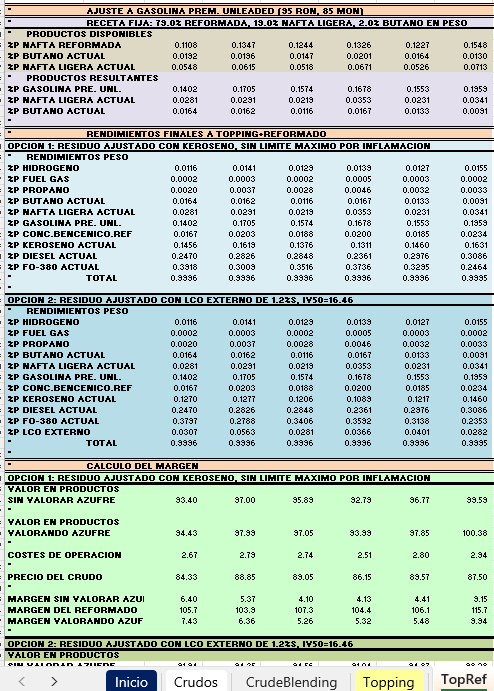 AJUSTE A GASOLINA PREM. UNLEADED (95 RON, 85 MON)
RECETA FIJA: 79.0% REFORMADA, 19.0% NAFTA LIGERA, 2.0% BUTANO EN PESO
" PRODUCTOS DISPONIBLES
%P NAFTA REFORMADA 0.1108 0.1347 0.1244 0.1326 0.1227 0.1548
%P BUTANO ACTUAL 0.0192 0.0196 0.0147 0.0201 0.0164 0.0130
%P NAFTA LIGERA ACTUAL 0.0548 0.0615 0.0518 0.0671 0.0526 0.0713
" PRODUCTOS RESULTANTES
%P GASOLINA PRE. UNL. 0.1402 0.1705 0.1574 0.1678 0.1553 0.1959
%P NAFTA LIGERA ACTUAL 0.0281 0.0291 0.0219 0.0353 0.0231 0.0341
%P BUTANO ACTUAL 0.0164 0.0162 0.0116 0.0167 0.0133 0.0091
"
" RENDIMIENTOS FINALES A TOPPING+REFORMADO
OPCION 1: RESIDUO AJUSTADO CON KEROSENO, SIN LIMITE MAXIMO POR INFLAMACION
" RENDIMIENTOS PESO
%P HIDROGENO 0.0116 0.0141 0.0129 0.0139 0.0127 0.0155
%P FUEL GAS 0.0002 0.0003 0.0002 0.0005 0.0003 0.0002
%P PROPANO 0.0020 0.0037 0.0028 0.0046 0.0032 0.0033
%P BUTANO ACTUAL 0.0164 0.0162 0.0116 0.0167 0.0133 0.0091
%P NAFTA LIGERA ACTUAL 0.0281 0.0291 0.0219 0.0353 0.0231 0.0341
%P GASOLINA PRE. UNL. 0.1402 0.1705 0.1574 0.1678 0.1553 0.1959
%P CONC.BENCENICO.REF 0.0167 0.0203 0.0188 0.0200 0.0185 0.0234
%P KEROSENO ACTUAL 0.1456 0.1619 0.1376 0.1311 0.1460 0.1631
%P DIESEL ACTUAL 0.2470 0.2826 0.2848 0.2361 0.2976 0.3086
%P FO-380 ACTUAL 0.3918 0.3009 0.3516 0.3736 0.3295 0.2464
" TOTAL 0.9996 0.9996 0.9996 0.9996 0.9996 0.9995
"
OPCION 2: RESIDUO AJUSTADO CON LCO EXTERNO DE 1.2%S, IV50=16.46
" RENDIMIENTOS PESO
%P HIDROGENO 0.0116 0.0141 0.0129 0.0139 0.0127 0.0155
%P FUEL GAS 0.0002 0.0003 0.0002 0.0005 0.0003 0.0002
%P PROPANO 0.0020 0.0037 0.0028 0.0046 0.0032 0.0033
%P BUTANO ACTUAL 0.0164 0.0162 0.0116 0.0167 0.0133 0.0091
%P NAFTA LIGERA ACTUAL 0.0281 0.0291 0.0219 0.0353 0.0231 0.0341
%P GASOLINA PRE. UNL. 0.1402 0.1705 0.1574 0.1678 0.1553 0.1959
%P CONC.BENCENICO.REF 0.0167 0.0203 0.0188 0.0200 0.0185 0.0234
%P KEROSENO ACTUAL 0.1270 0.1277 0.1206 0.1089 0.1217 0.1460
%P DIESEL ACTUAL 0.2470 0.2826 0.2848 0.2361 0.2976 0.3086
%P FO-380 ACTUAL 0.3797 0.2788 0.3406 0.3592 0.3138 0.2353
%P LCO EXTERNO 0.0307 0.0563 0.0281 0.0366 0.0401 0.0282
" TOTAL 0.9996 0.9996 0.9996 0.9996 0.9996 0.9995
"
" CALCULO DEL MARGEN
OPCION 1: RESIDUO AJUSTADO CON KEROSENO, SIN LIMITE MAXIMO POR INFLAMACION
VALOR EN PRODUCTOS
SIN VALORAR AZUFRE 93.40 97.00 95.89 92.79 96.77 99.59
"
VALOR EN PRODUCTOS
VALORANDO AZUFRE 94.43 97.99 97.05 93.99 97.85 100.38
"
COSTES DE OPERACION 2.67 2.79 2.74 2.51 2.80 2.94
"
PRECIO DEL CRUDO 84.33 88.85 89.05 86.15 89.57 87.50
"
MARGEN SIN VALORAR AZUI 6.40 5.37 4.10 4.13 4.41 9.15
MARGEN DEL REFORMADO 105.7 103.9 107.3 104.4 106.1 115.7
MARGEN VALORANDO AZUF 7.43 6.36 5.26 5.32 5.48 9.94
"
OPCION 2: RESIDUO AJUSTADO CON LCO EXTERNO DE 1.2%S, IV50=16.46
VALOR EN PRODUCTOS
SIN VALORAR AZUFRE
Inicio Crudos CrudeBlending Topping TopRef